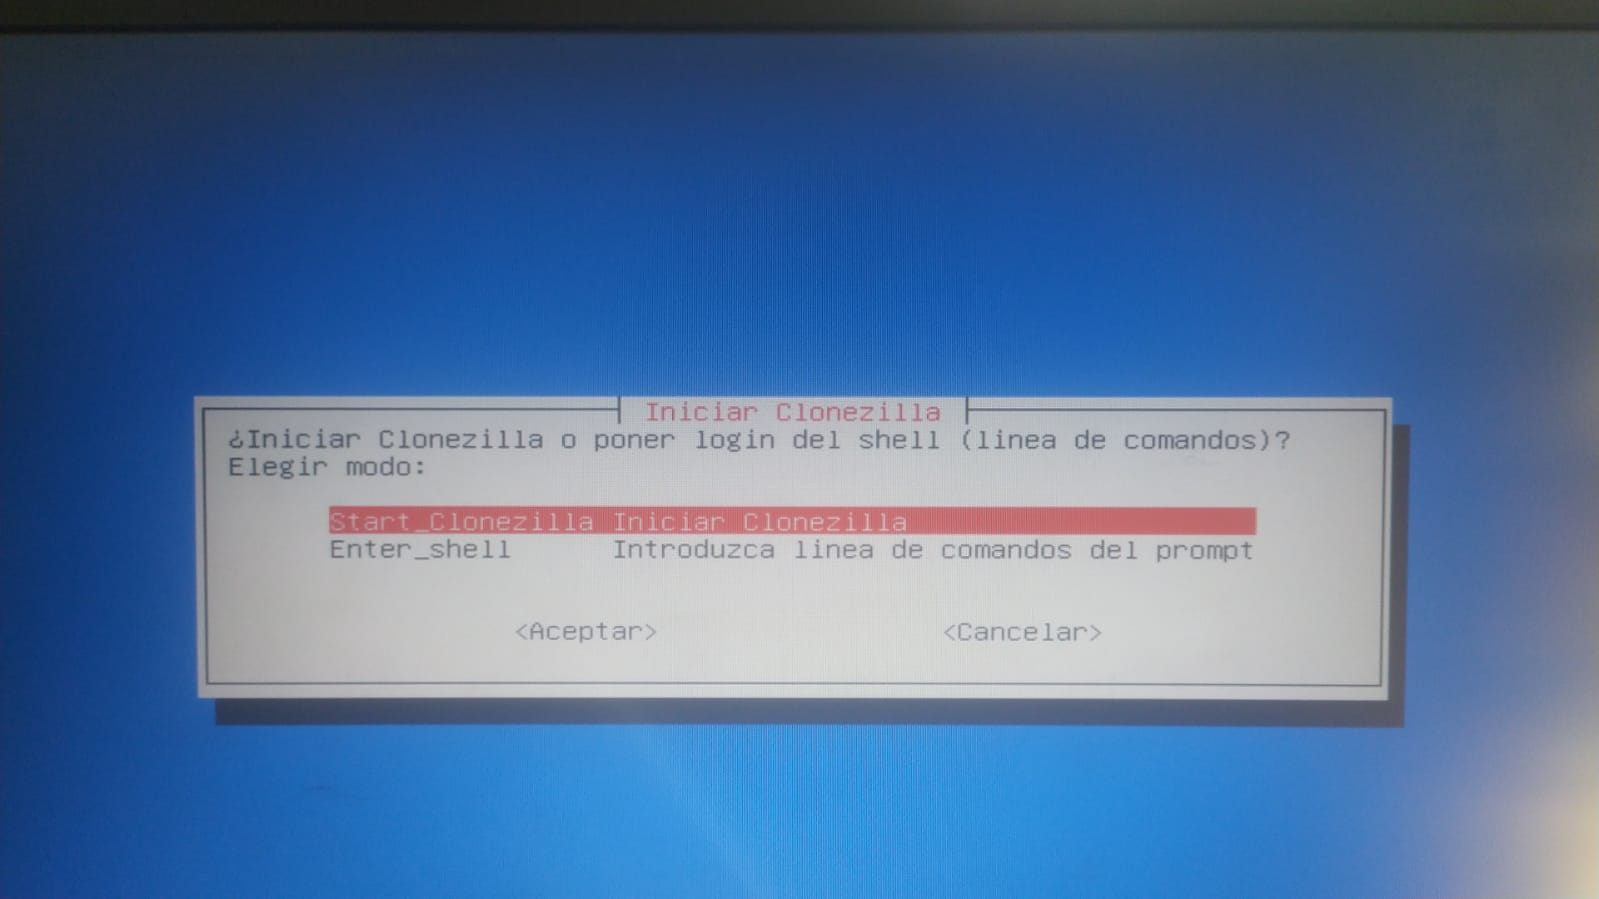 Iniciar Clonezilla
¿Iniciar Clonezilla o poner login del shell (linea de comandos)?
Elegir modo:
Start_Clonezilla Iniciar Clonezilla
Enter_shell Introduzca linea de comandos del prompt
<Aceptar> <Cancelar>